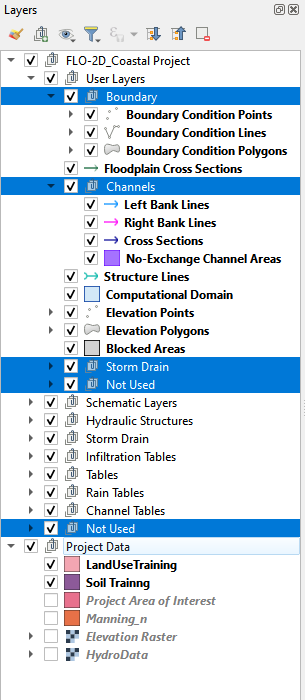 Layers
FLO-2D_Coastal Project
User Layers
Boundary
Boundary Condition Points
Boundary Condition Lines
Boundary Condition Polygons
Floodplain Cross Sections
Channels
Left Bank Lines
Right Bank Lines
Cross Sections
No-Exchange Channel Areas
Structure Lines
Computational Domain
Elevation Points
Elevation Polygons
Blocked Areas
Storm Drain
Not Used
Schematic Layers
Hydraulic Structures
Storm Drain
Infiltration Tables
Tables
Rain Tables
Channel Tables
Not Used
Project Data
LandUseTraining
Soil Trainng
Project Area of Interest
Manning_n
Elevation Raster
HydroData